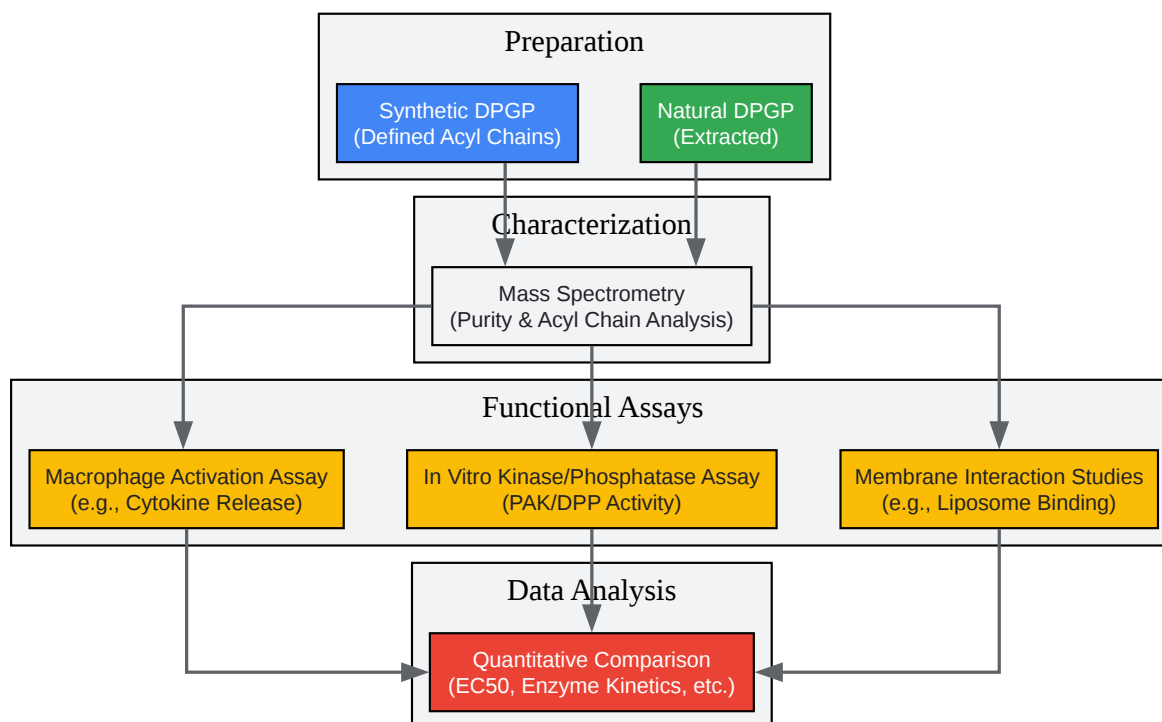 Preparation
Synthetic DPGP
(Defined Acyl Chains)
Natural DPGP
(Extracted)
Characterization
Mass Spectrometry
(Purity & Acyl Chain Analysis)
Functional Assays
Macrophage Activation Assay
(e.g., Cytokine Release)
In Vitro Kinase/Phosphatase Assay
(PAK/DPP Activity)
Membrane Interaction Studies
(e.g., Liposome Binding)
Data Analysis
Quantitative Comparison
(EC50, Enzyme Kinetics, etc.)